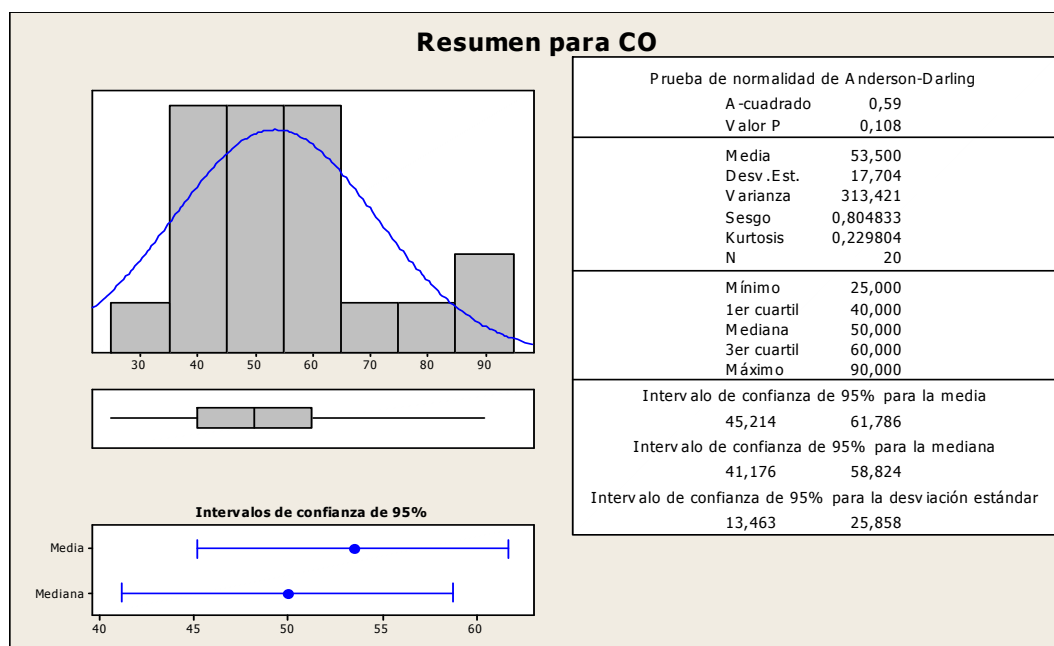 Resumen para CO
30 40 50 60 70 80 90
Intervalos de confianza de 95%
Media
Mediana
40 45 50 55 60
Prueba de normalidad de Anderson-Darling
A-cuadrado 0,59
Valor P 0,108
Media 53,500
Desv.Est. 17,704
Varianza 313,421
Sesgo 0,804833
Kurtosis 0,229804
N 20
Mínimo 25,000
1er cuartil 40,000
Mediana 50,000
3er cuartil 60,000
Máximo 90,000
Intervalo de confianza de 95% para la media
45,214 61,786
Intervalo de confianza de 95% para la mediana
41,176 58,824
Intervalo de confianza de 95% para la desviación estándar
13,463 25,858